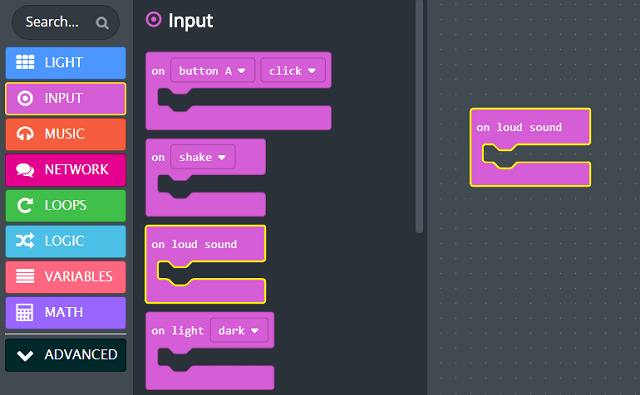 Search...
LIGHT
INPUT
MUSIC
NETWORK
LOOPS
LOGIC
VARIABLES
MATH
ADVANCED
Input
on button A click
on shake
on loud sound
on light dark
on loud sound